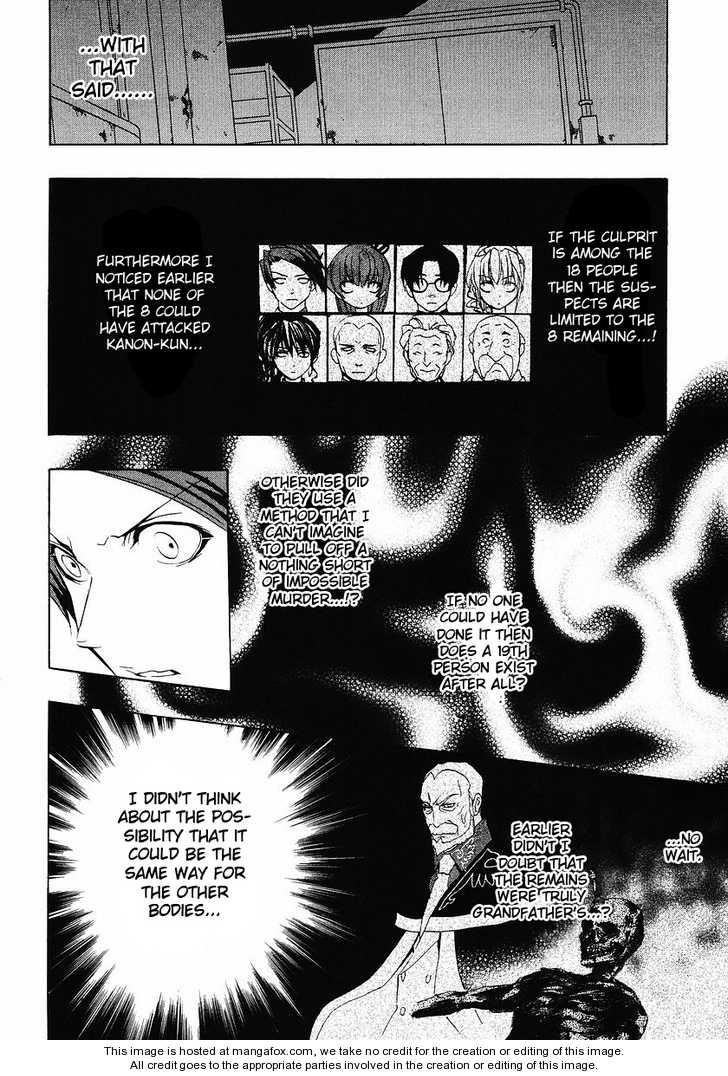 ...WITH
THAT
SAID......
IF THE CULPRIT
IS AMONG THE
18 PEOPLE
THEN THE SUS-
PECTS ARE
LIMITED TO THE
8 REMAINING...!
FURTHERMORE I
NOTICED EARLIER
THAT NONE OF
THE 8 COULD
HAVE ATTACKED
KANON-KUN...
OTHERWISE DID
THEY USE A
METHOD THAT I
CAN'T IMAGINE
TO PULL OFF A
NOTHING SHORT
OF IMPOSSIBLE
MURDER...!?
IF NO ONE
COULD HAVE
DONE IT THEN
DOES A 19TH
PERSON EXIST
AFTER ALL?
...NO
WAIT.
EARLIER
DIDN'T I
DOUBT THAT
THE REMAINS
WERE TRULY
GRANDFATHER'S...?
I DIDN'T THINK
ABOUT THE POS-
SIBILITY THAT IT
COULD BE THE
SAME WAY FOR
THE OTHER
BODIES...
This image is hosted at mangafox.com, we take no credit for the creation or editing of this image.
All credit goes to the appropriate parties involved in the creation or editing of this image.